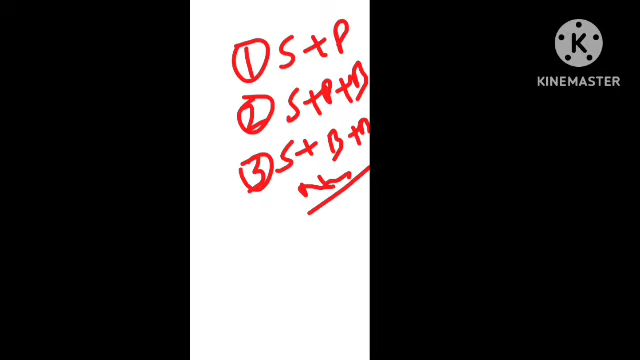 ① S + P
② S + P + B
③ S + B +
K
KINEMASTER